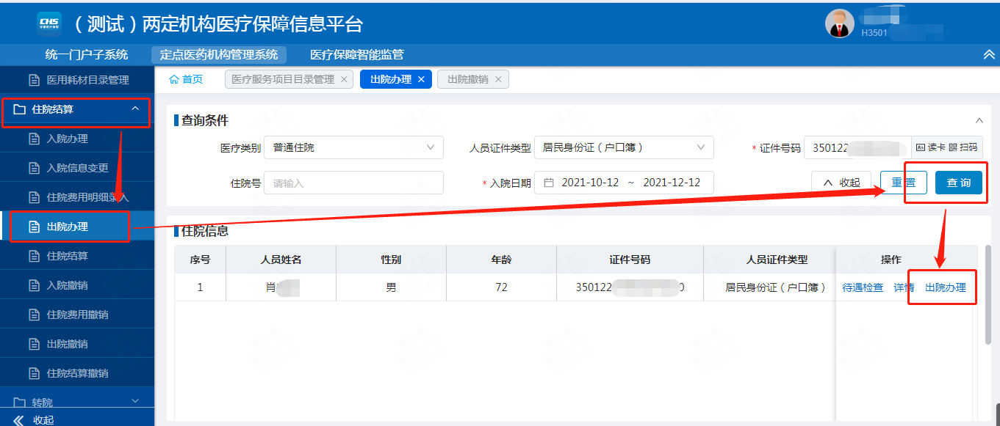 CHS
（测试）两定机构医疗保障信息平台
H3501
统一门户子系统 定点医药机构管理系统 医疗保障智能监管
医用耗材目录管理
首页 医疗服务项目目录管理 × 出院办理 × 出院撤销 ×
住院结算
入院办理
入院信息变更
住院费用明细录入
出院办理
住院结算
入院撤销
住院费用撤销
出院撤销
住院结算撤销
转院
收起
查询条件
医疗类别 普通住院 人员证件类型 居民身份证（户口簿） * 证件号码 350122 读卡 扫码
住院号 请输入 * 入院日期 2021-10-12 ~ 2021-12-12 收起 重置 查询
住院信息
序号 人员姓名 性别 年龄 证件号码 人员证件类型 操作
1 肖 男 72 350122 0 居民身份证（户口簿） 待遇检查 详情 出院办理